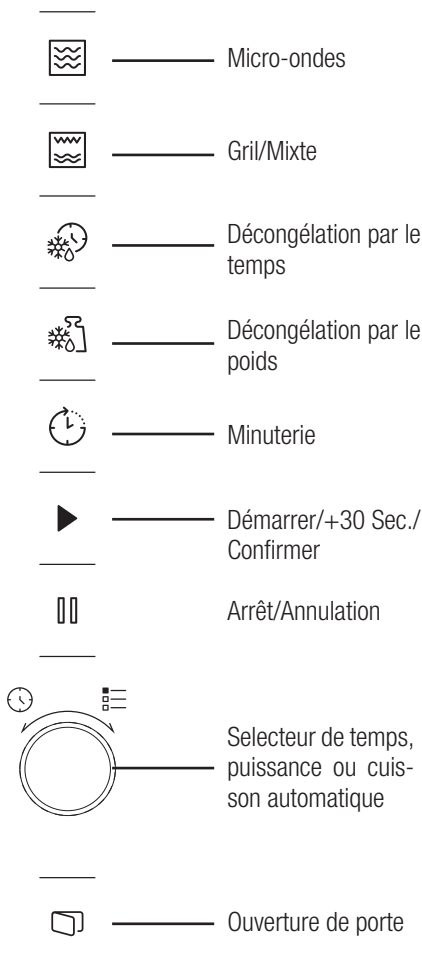 Micro-ondes
Gril/Mixte
Décongélation par le
temps
Décongélation par le
poids
Minuterie
Démarrer/+30 Sec./
Confirmer
Arrêt/Annulation
Selecteur de temps,
puissance ou cuis-
son automatique
Ouverture de porte